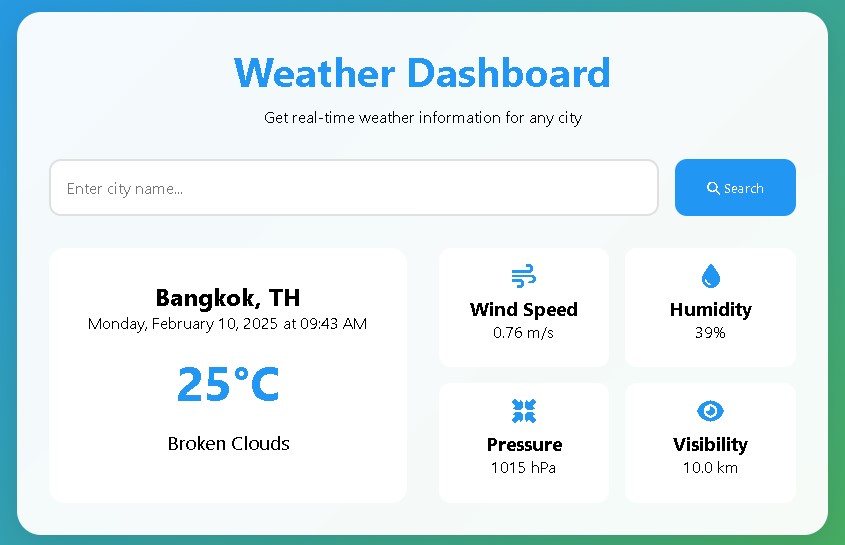 Weather Dashboard
Get real-time weather information for any city
Enter city name...
Search
Bangkok, TH
Monday, February 10, 2025 at 09:43 AM
25°C
Broken Clouds
Wind Speed
0.76 m/s
Humidity
39%
Pressure
1015 hPa
Visibility
10.0 km